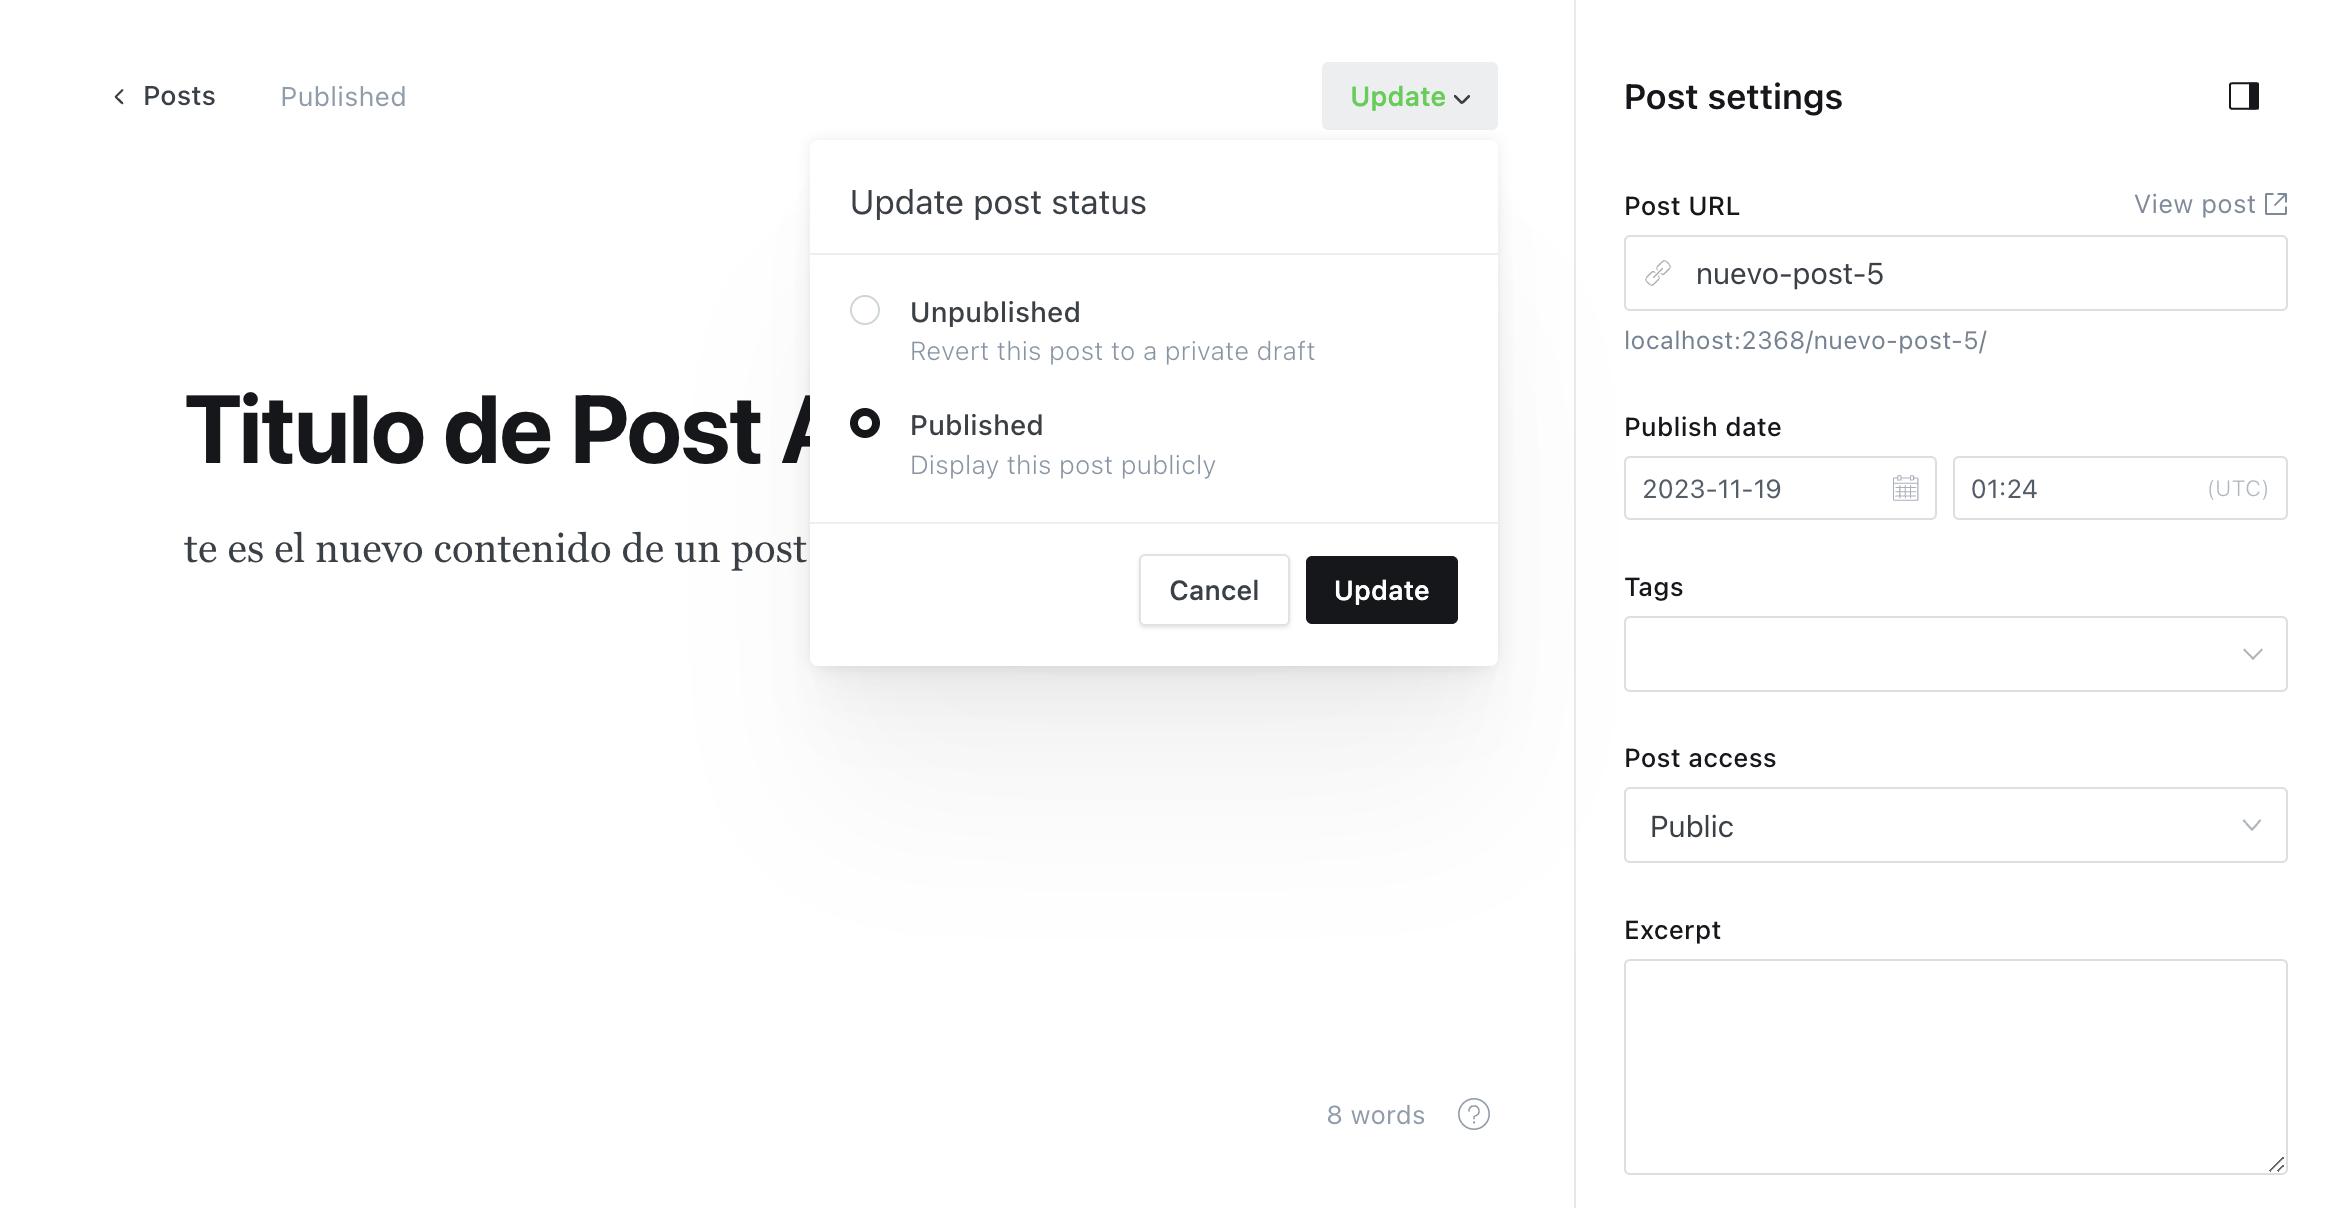 Posts
Published
Update
Update post status
Unpublished
Revert this post to a private draft
Published
Display this post publicly
Cancel
Update
Titulo de Post
te es el nuevo contenido de un post
8 words
Post settings
Post URL
View post
nuevo-post-5
localhost:2368/nuevo-post-5/
Publish date
2023-11-19
01:24
(UTC)
Tags
Post access
Public
Excerpt